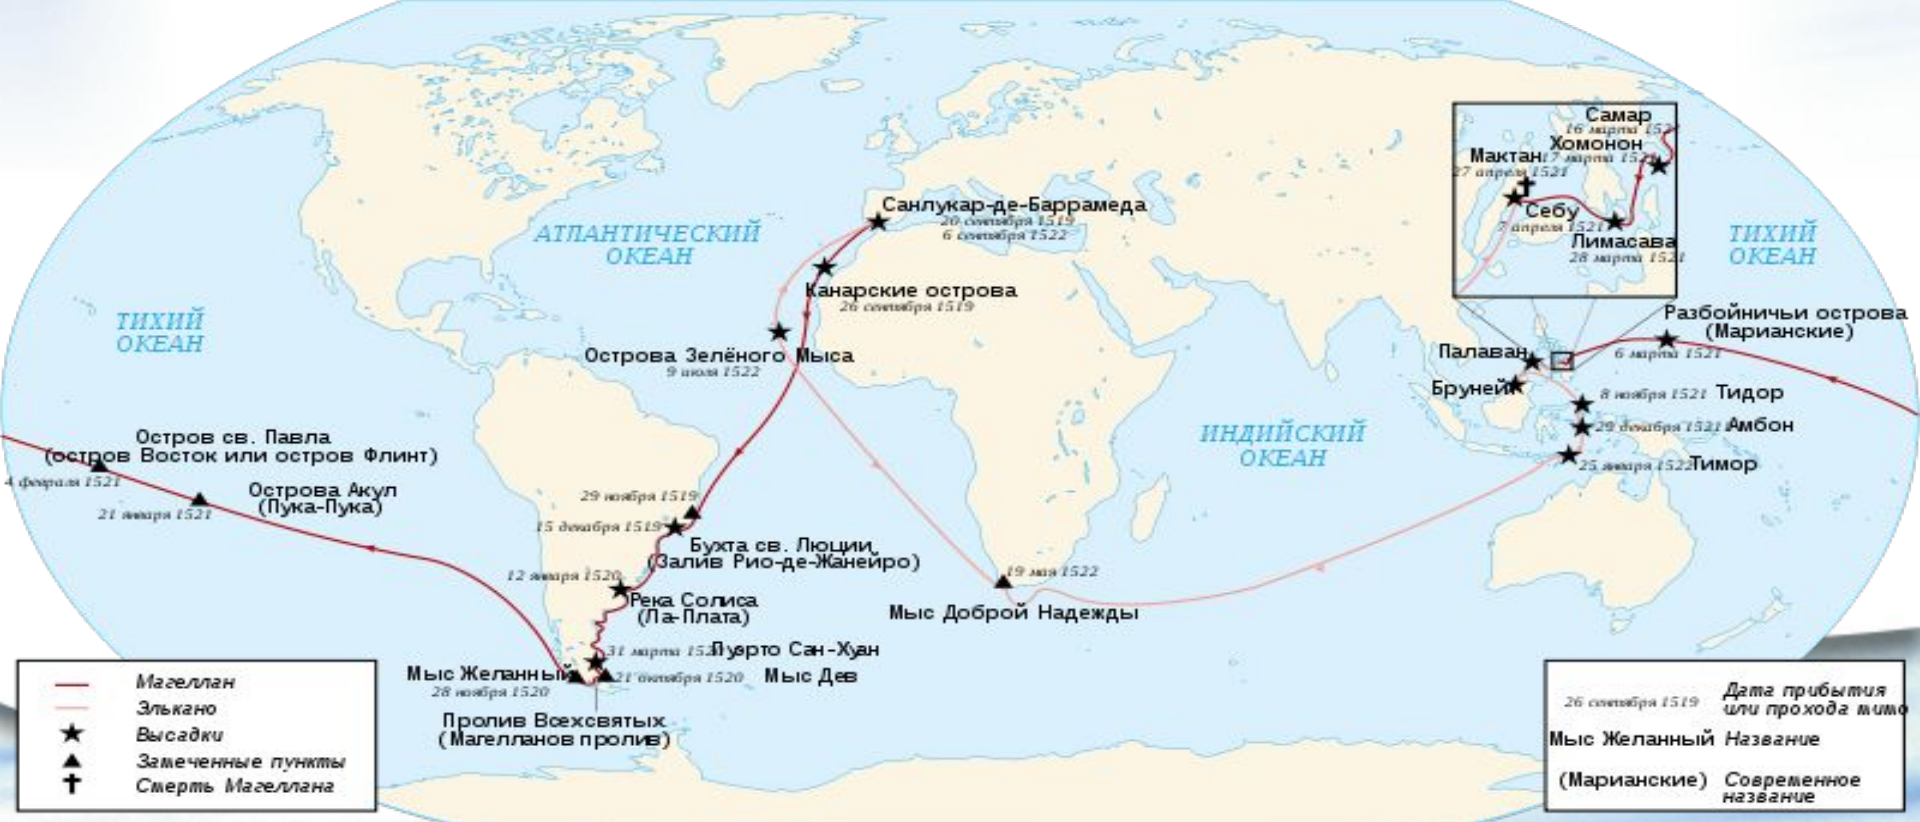 Самар
16 марта 1521
Хомонон
17 марта 1521
Мактан
27 апреля 1521
Себу
7 апреля 1521
Лимасава
28 марта 1521
Санлукар-де-Баррамеда
20 сентября 1519
6 сентября 1522
АТЛАНТИЧЕСКИЙ
ОКЕАН
ТИХИЙ
ОКЕАН
Канарские острова
26 сентября 1519
ТИХИЙ
ОКЕАН
Разбойничьи острова
(Марианские)
6 марта 1521
Острова Зелёного Мыса
9 июля 1522
Палаван
Бруней
8 ноября 1521 Тидор
29 декабря 1521 Амбон
25 января 1522 Тимор
ИНДИЙСКИЙ
ОКЕАН
Остров св. Павла
(остров Восток или остров Флинт)
4 февраля 1521
Острова Акул
(Пука-Пука)
21 января 1521
29 ноября 1519
15 декабря 1519
Бухта св. Люции
(Залив Рио-де-Жанейро)
12 января 1520
Река Солиса
(Ла-Плата)
19 мая 1522
Мыс Доброй Надежды
31 марта 1520 Пуэрто Сан-Хуан
21 октября 1520 Мыс Дев
Мыс Желанный
28 ноября 1520
Пролив Всехсвятых
(Магелланов пролив)
Магеллан
Элькано
Высадки
Замеченные пункты
Смерть Магеллана
26 сентября 1519 Дата прибытия
или прохода мимо
Мыс Желанный Название
(Марианские) Современное
название